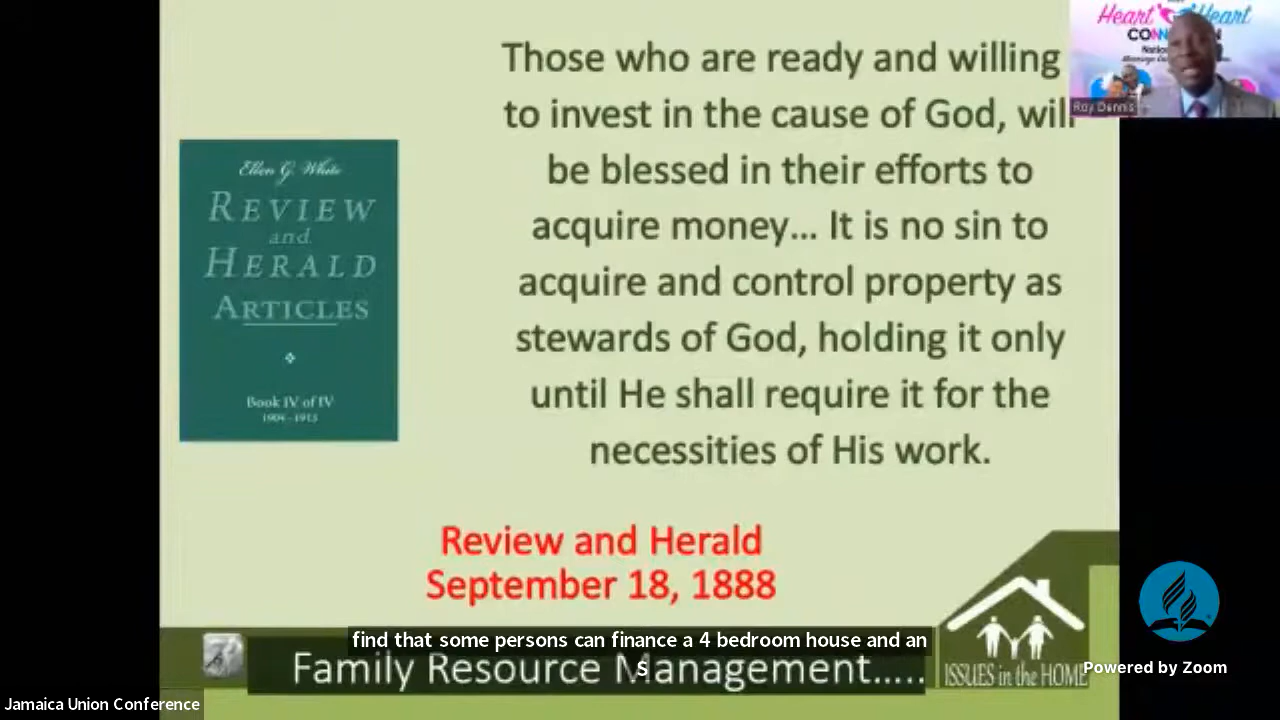 Those who are ready and willing
to invest in the cause of God, will
be blessed in their efforts to
acquire money... It is no sin to
acquire and control property as
stewards of God, holding it only
until He shall require it for the
necessities of His work.
Ellen G. White
REVIEW
and
HERALD
ARTICLES
Book IV of IV
Review and Herald
September 18, 1888
find that some persons can finance a 4 bedroom house and an
s
Family Resource Management.....
ISSUES in the HOME
Heart Heart
Roy Dennis
Powered by Zoom
Jamaica Union Conference